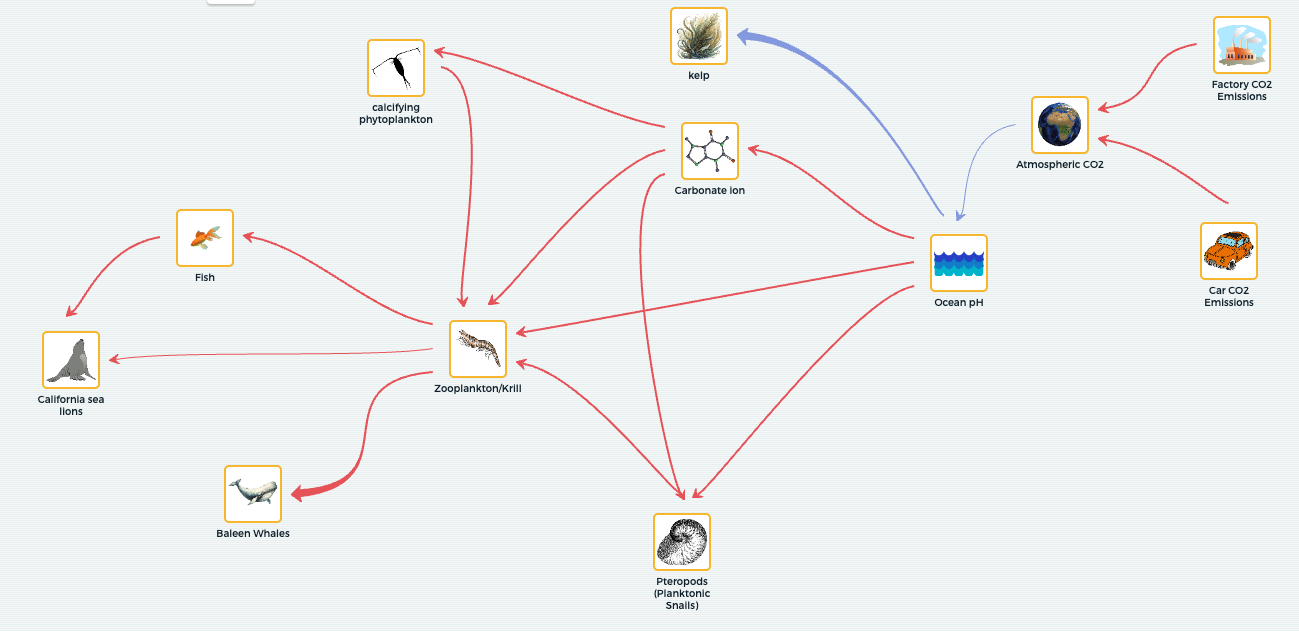 kelp
Factory CO2
Emissions
calcifying
phytoplankton
Atmospheric CO2
Carbonate ion
Fish
Car CO2
Emissions
Ocean pH
Zooplankton/Krill
California sea
lions
Baleen Whales
Pteropods
(Planktonic
Snails)